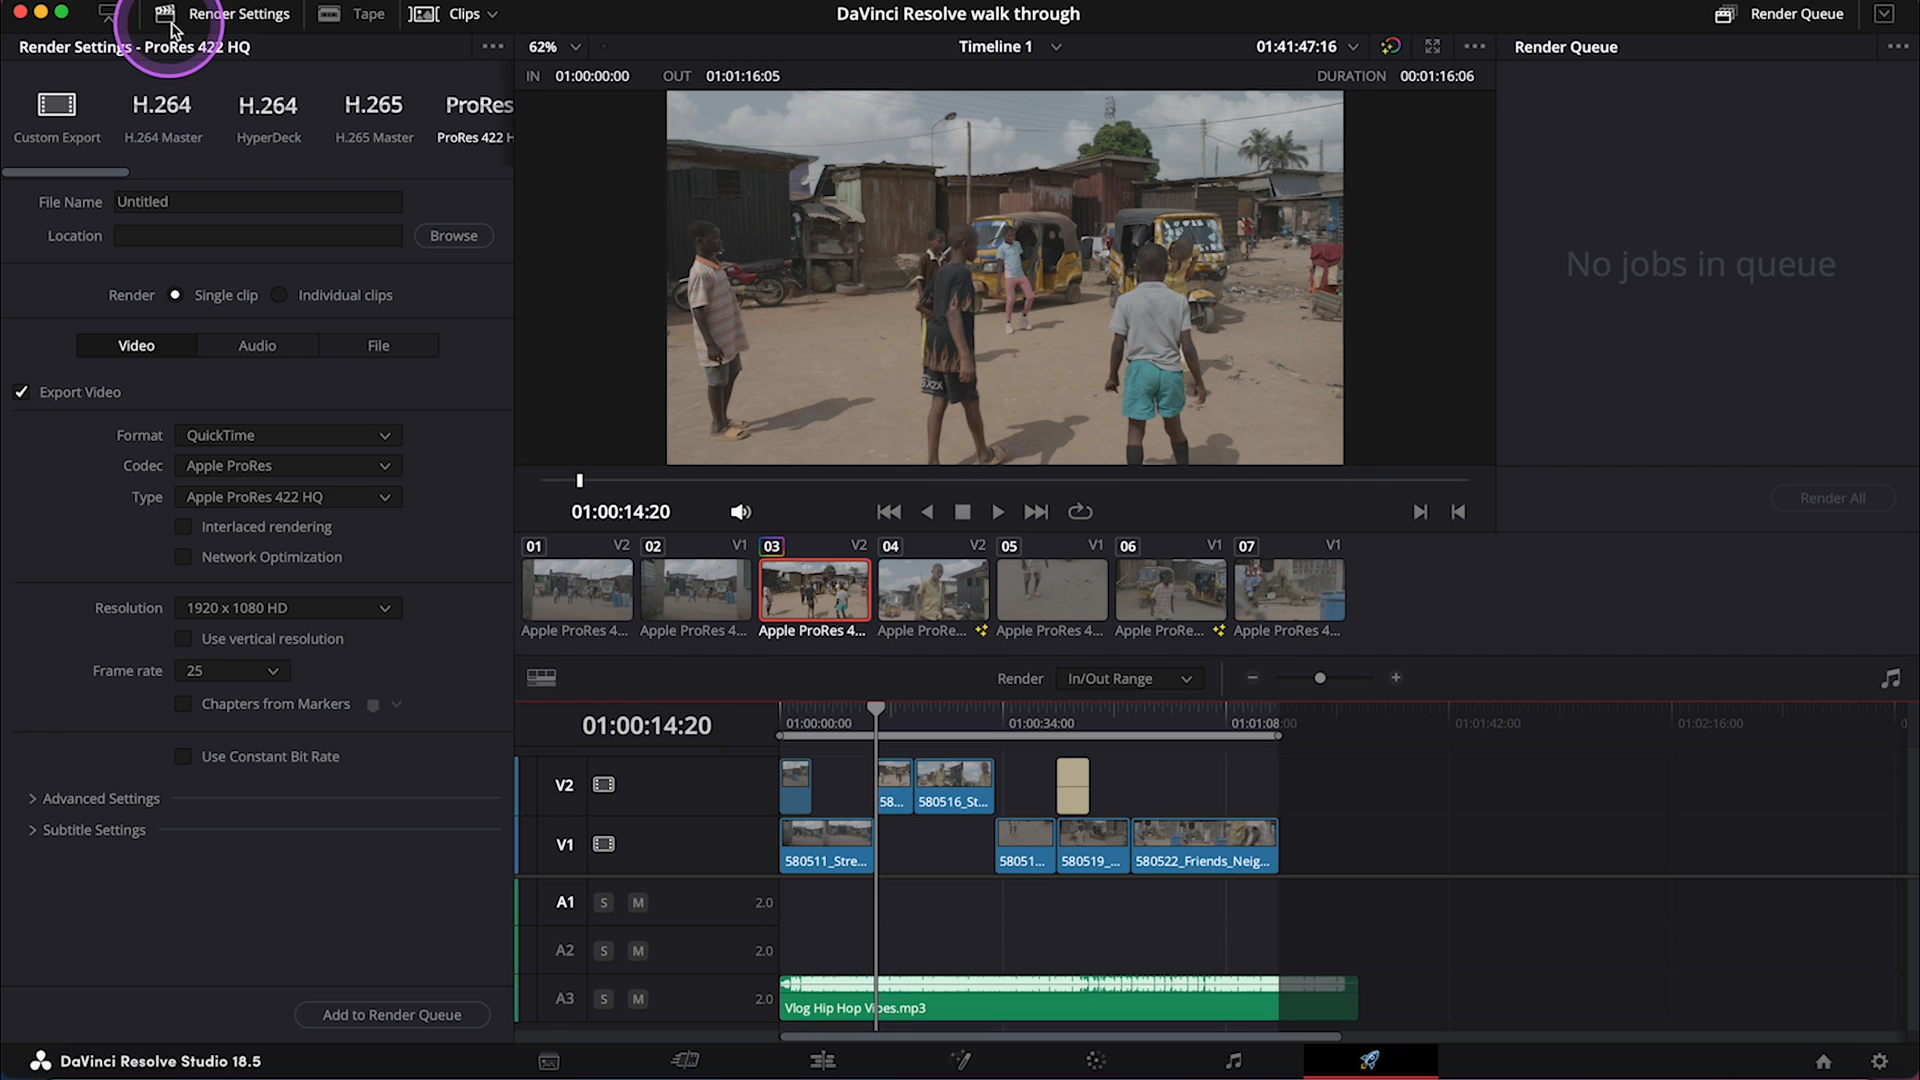 Render Settings
Tape
Clips
DaVinci Resolve walk through
Render Queue
Render Settings - ProRes 422 HQ
62%
Timeline 1
01:41:47:16
Render Queue
IN 01:00:00:00 OUT 01:01:16:05
DURATION 00:01:16:06
H.264 H.264 H.265 ProRes
Custom Export H.264 Master HyperDeck H.265 Master ProRes 422 H
File Name Untitled
Location Browse
No jobs in queue
Render Single clip Individual clips
Video Audio File
Export Video
Format QuickTime
Codec Apple ProRes
Type Apple ProRes 422 HQ
Interlaced rendering
Network Optimization
Resolution 1920 x 1080 HD
Use vertical resolution
Frame rate 25
Chapters from Markers
Use Constant Bit Rate
Advanced Settings
Subtitle Settings
Add to Render Queue
01:00:14:20
Render All
01 V2 02 V1 03 V2 04 V2 05 V1 06 V1 07 V1
Apple ProRes 4... Apple ProRes 4... Apple ProRes 4... Apple ProRe... Apple ProRes 4... Apple ProRe... Apple ProRes 4...
Render In/Out Range
01:00:14:20
01:00:00:00 01:00:34:00 01:01:08:00 01:01:42:00 01:02:16:00
V2
58... 580516_St...
V1
580511_Stre... 58051... 580519_... 580522_Friends_Neig...
A1 S M 2.0
A2 S M 2.0
A3 S M 2.0
Vlog Hip Hop Vibes.mp3
DaVinci Resolve Studio 18.5